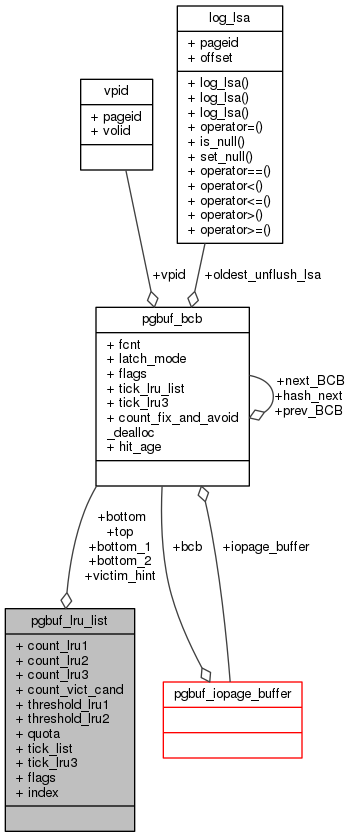 log_lsa
+ pageid
+ offset
+ log_lsa()
+ log_lsa()
+ log_lsa()
+ operator=()
+ is_null()
+ set_null()
+ operator==()
+ operator<()
+ operator<=()
+ operator>()
+ operator>=()
vpid
+ pageid
+ volid
+vpid
+oldest_unflush_lsa
pgbuf_bcb
+ fcnt
+ latch_mode
+ flags
+ tick_lru_list
+ tick_lru3
+ count_fix_and_avoid
_dealloc
+ hit_age
+next_BCB
+hash_next
+prev_BCB
+bottom
+top
+bottom_1
+bottom_2
+victim_hint
+bcb
+iopage_buffer
pgbuf_lru_list
+ count_lru1
+ count_lru2
+ count_lru3
+ count_vict_cand
+ threshold_lru1
+ threshold_lru2
+ quota
+ tick_list
+ tick_lru3
+ flags
+ index
pgbuf_iopage_buffer